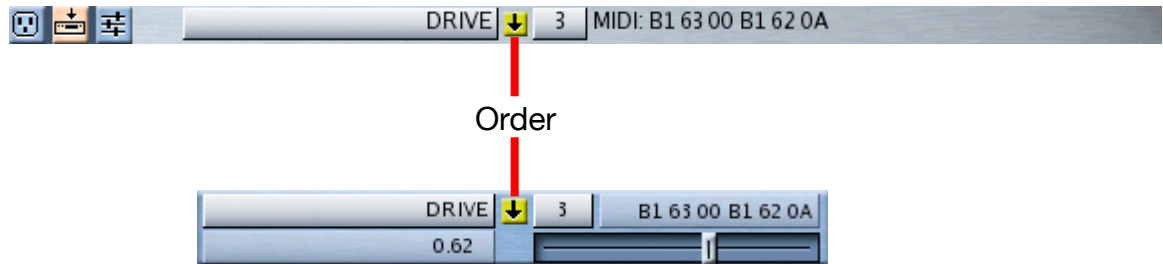 DRIVE 3 MIDI: B1 63 00 B1 62 0A
Order
DRIVE 3 B1 63 00 B1 62 0A
0.62